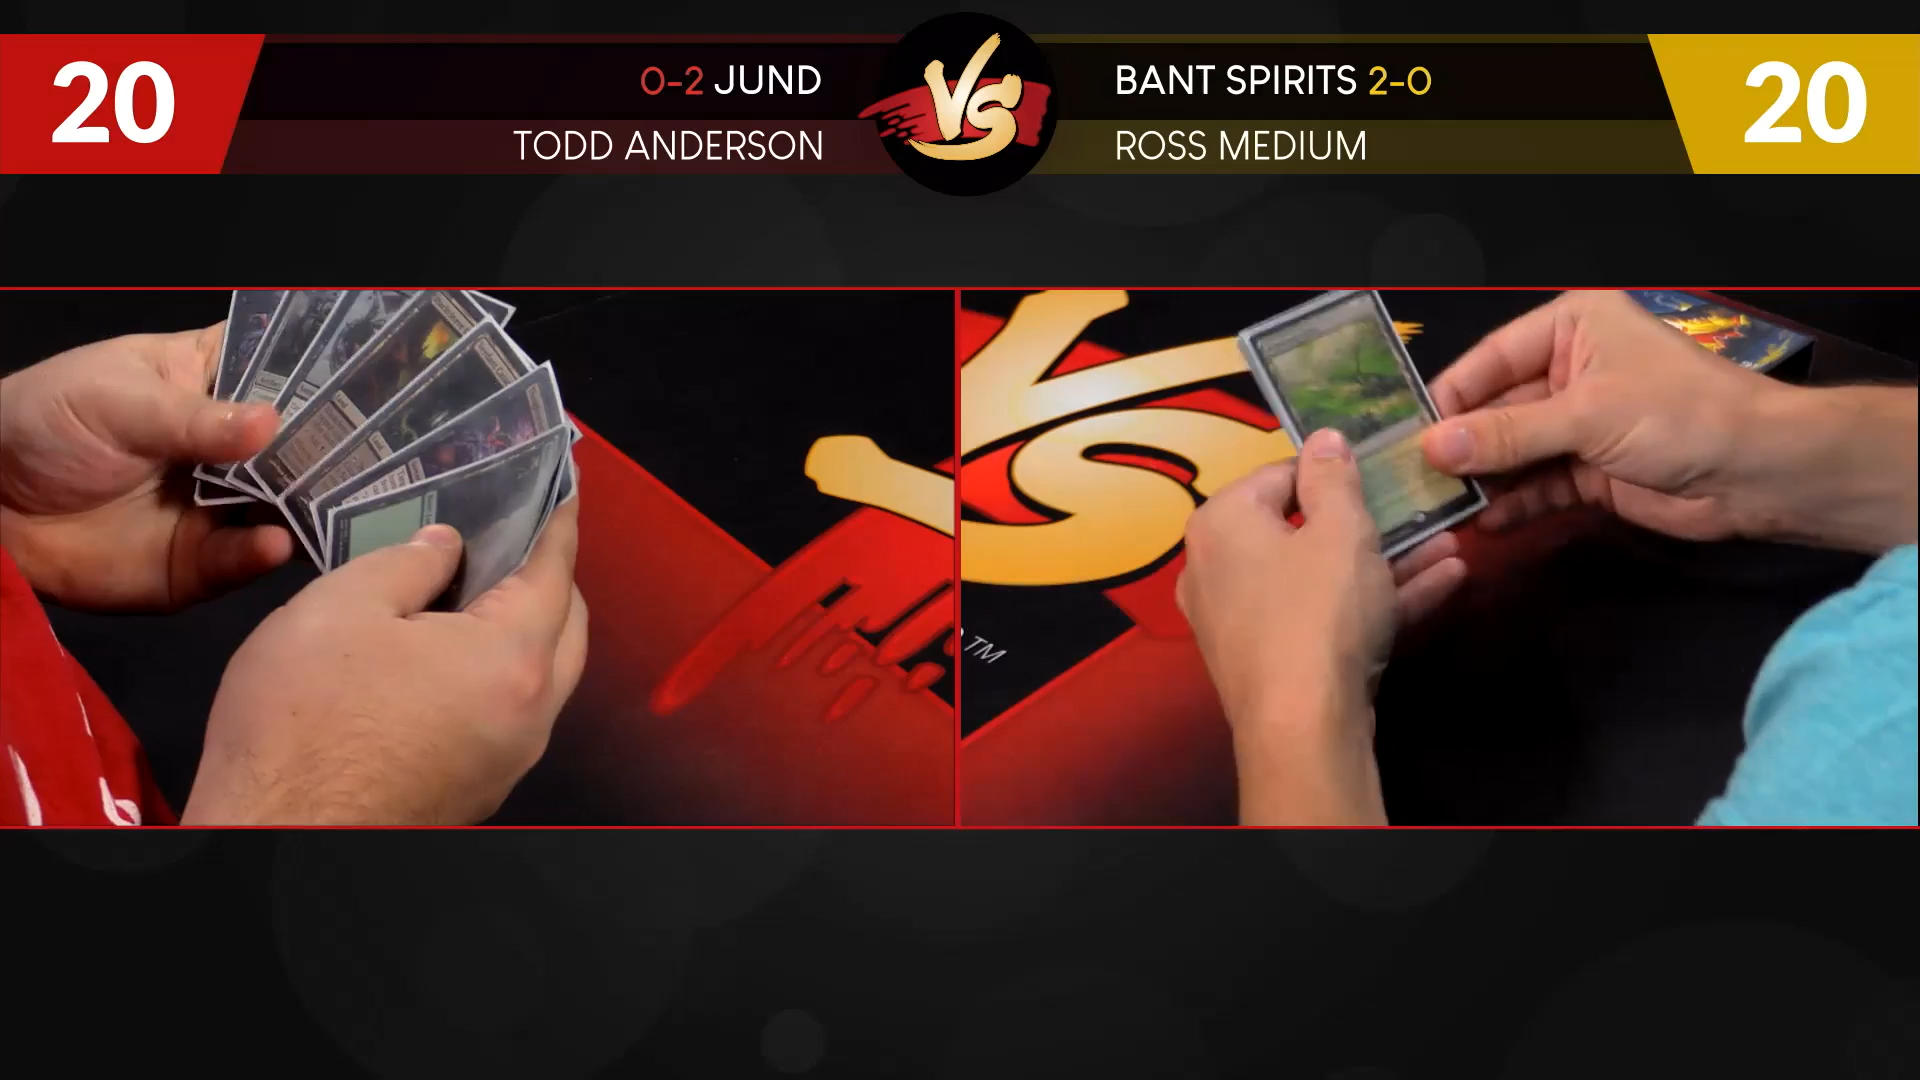 20
0-2 JUND
TODD ANDERSON
VS
BANT SPIRITS 2-0
ROSS MEDIUM
20
TM